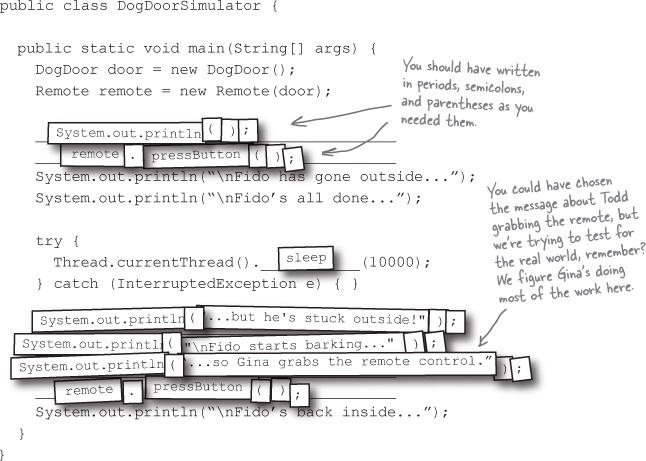 public class DogDoorSimulator {
public static void main(String[] args) {
DogDoor door = new DogDoor();
Remote remote = new Remote(door);
System.out.println ( ) ;
remote . pressButton ( ) ;
System.out.println(“\nFido has gone outside...”);
System.out.println(“\nFido’s all done...”);
try {
Thread.currentThread().sleep(10000);
} catch (InterruptedException e) { }
System.out.println ( ...but he's stuck outside!" ) ;
System.out.println ( "\nFido starts barking..." ) ;
System.out.println ( ...so Gina grabs the remote control.” ) ;
remote . pressButton ( ) ;
System.out.println(“\nFido’s back inside...”);
}
}
You should have written
in periods, semicolons,
and parentheses as you
needed them.
You could have chosen
the message about Todd
grabbing the remote, but
we're trying to test for
the real world, remember?
We figure Gina's doing
most of the work here.